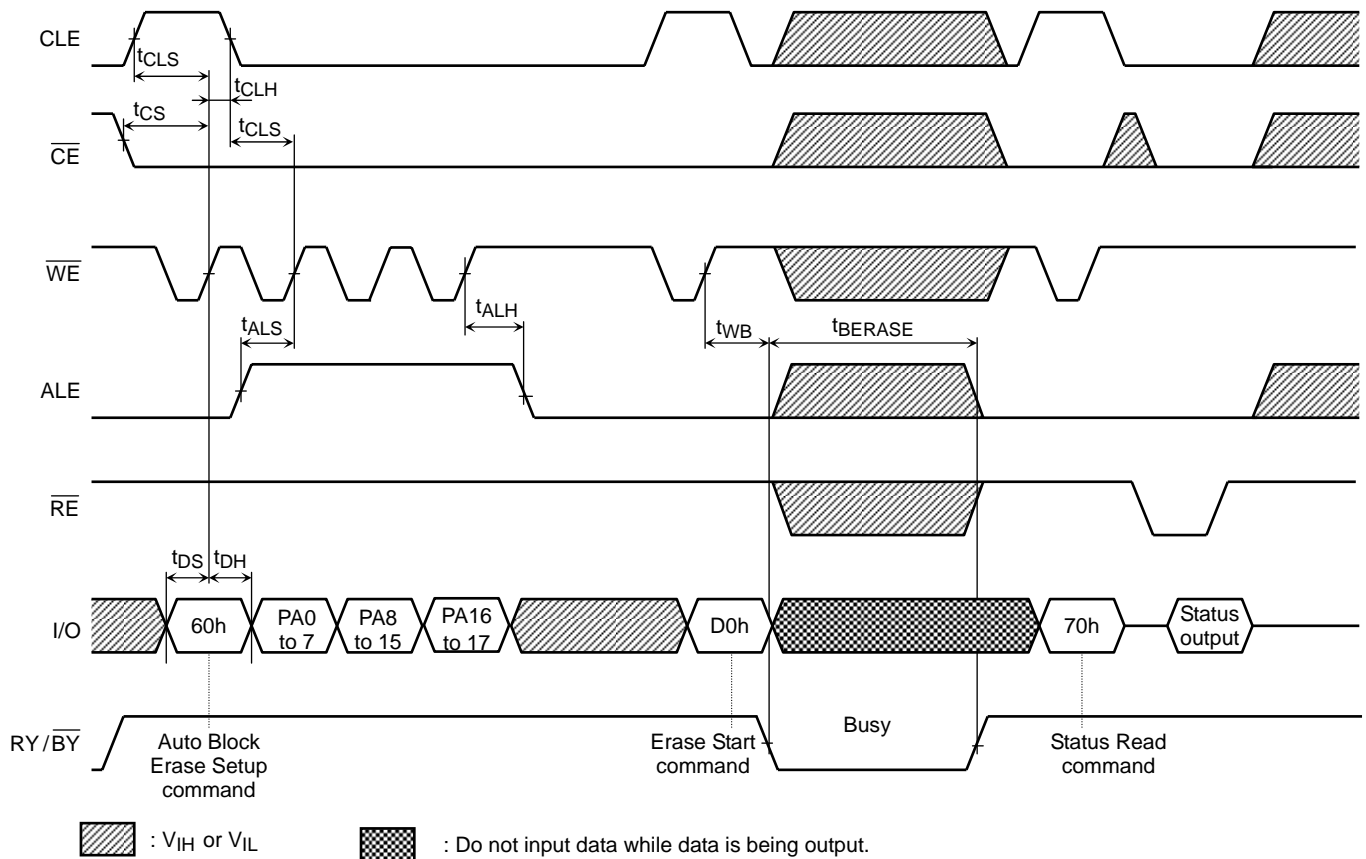 CLE
tCLS
tCLH
tCS
tCLS
CE
WE
tALS
tALH
tWB
tBERASE
ALE
RE
tDS
tDH
I/O
60h
PA0
to 7
PA8
to 15
PA16
to 17
D0h
70h
Status
output
RY/BY
Busy
Auto Block
Erase Setup
command
Erase Start
command
Status Read
command
: VIH or VIL
: Do not input data while data is being output.